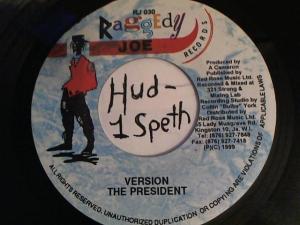 RJ 030
RaggEdy
JOE
RECORDS
Produced by
A Cameron
Published by
Red Rose Music Ltd.
Recorded & Mixed at
321 Strong &
Mixing Lab
Recording Studio by
Collin "Bulby" York
Distributed by
Red Rose Music Ltd.
5 Lady Musgrave Rd.
Kingston 10, Ja. W.I.
Tel: (876) 927-7848
Fax: (876) 927-7418
(P)(C) 1999
Hud-
1 Speth
VERSION
THE PRESIDENT
ALL RIGHTS RESERVED. UNAUTHORIZED DUPLICATION OR COPYING ARE VIOLATIONS OF APPLICABLE LAWS